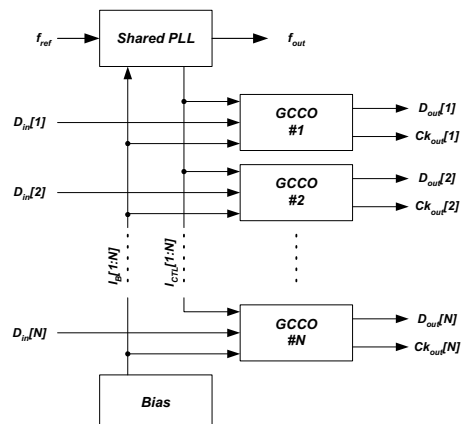 f_ref
Shared PLL
f_out
D_in[1]
GCCO
#1
D_out[1]
Ck_out[1]
D_in[2]
GCCO
#2
D_out[2]
Ck_out[2]
I_B[1:N]
I_CTL[1:N]
D_in[N]
GCCO
#N
D_out[N]
Ck_out[N]
Bias